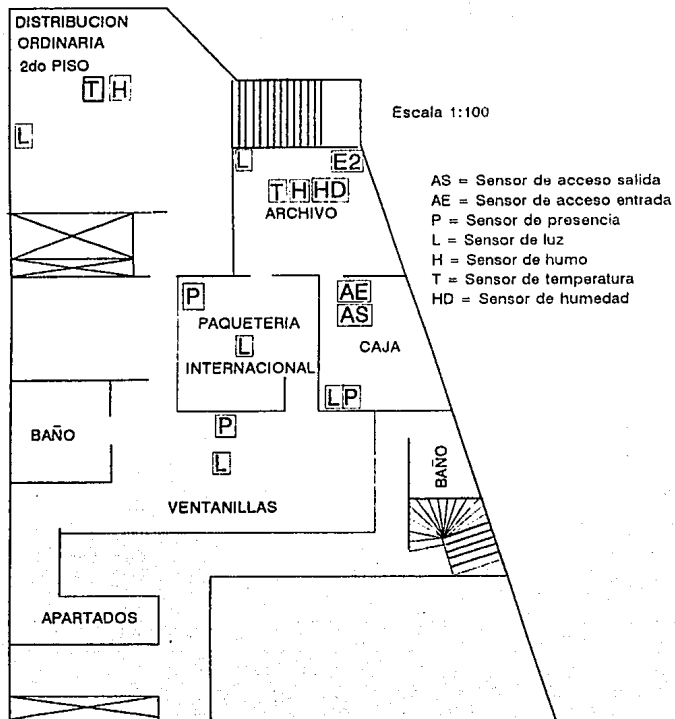 DISTRIBUCION
ORDINARIA
2do PISO
T H
L
Escala 1:100
L
E2
T H HD
ARCHIVO
AS = Sensor de acceso salida
AE = Sensor de acceso entrada
P = Sensor de presencia
L = Sensor de luz
H = Sensor de humo
T = Sensor de temperatura
HD = Sensor de humedad
P
PAQUETERIA
L
INTERNACIONAL
AE
AS
CAJA
L P
P
L
BAÑO
VENTANILLAS
BAÑO
APARTADOS